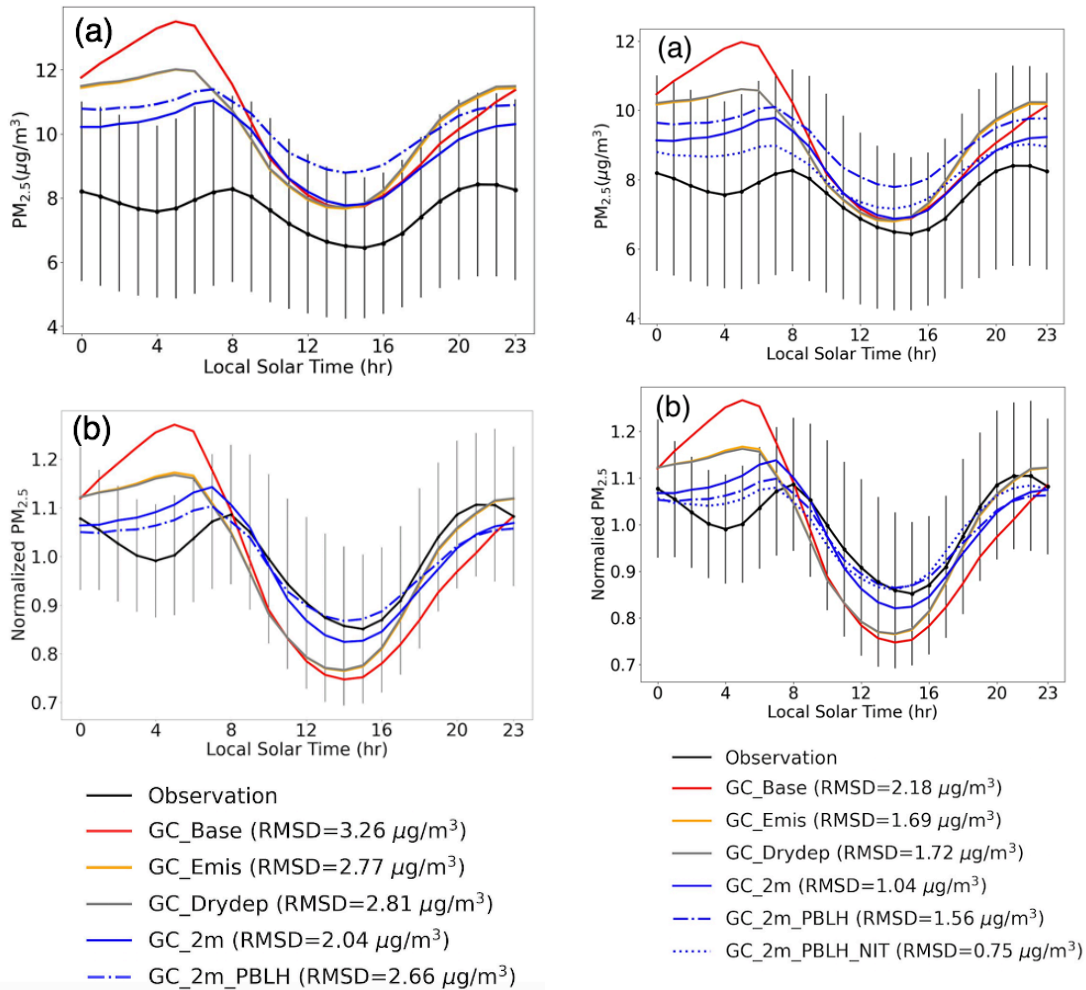 (a)
12
10
8
6
4
PM2.5(μg/m³)
0 4 8 12 16 20 23
Local Solar Time (hr)
(b)
1.2
1.1
1.0
0.9
0.8
0.7
Normalized PM2.5
0 4 8 12 16 20 23
Local Solar Time (hr)
Observation
GC_Base (RMSD=3.26 μg/m³)
GC_Emis (RMSD=2.77 μg/m³)
GC_Drydep (RMSD=2.81 μg/m³)
GC_2m (RMSD=2.04 μg/m³)
GC_2m_PBLH (RMSD=2.66 μg/m³)
(a)
12
10
8
6
4
PM2.5(μg/m³)
0 4 8 12 16 20 23
Local Solar Time (hr)
(b)
1.2
1.1
1.0
0.9
0.8
0.7
Normalied PM2.5
0 4 8 12 16 20 23
Local Solar Time (hr)
Observation
GC_Base (RMSD=2.18 μg/m³)
GC_Emis (RMSD=1.69 μg/m³)
GC_Drydep (RMSD=1.72 μg/m³)
GC_2m (RMSD=1.04 μg/m³)
GC_2m_PBLH (RMSD=1.56 μg/m³)
GC_2m_PBLH_NIT (RMSD=0.75 μg/m³)